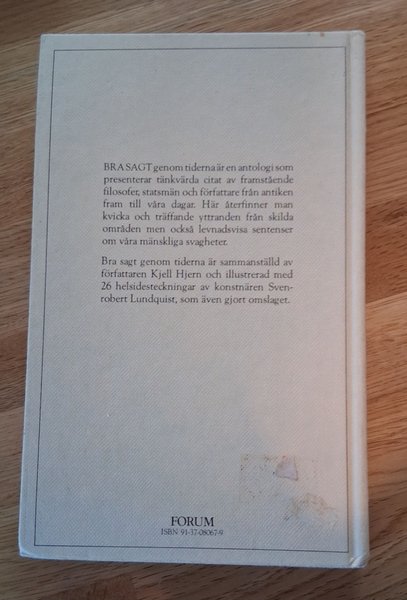 BRA SAGT genom tiderna är en antologi som
presenterar tänkvärda citat av framstående
filosofer, statsmän och författare från antiken
fram till våra dagar. Här återfinner man
kvicka och träffande yttranden från skilda
områden men också levnadsvisa sentenser
om våra mänskliga svagheter.
Bra sagt genom tiderna är sammanställd av
författaren Kjell Hjern och illustrerad med
26 helsidesteckningar av konstnären Sven-
robert Lundquist, som även gjort omslaget.
FORUM
ISBN 91-37-08067-9